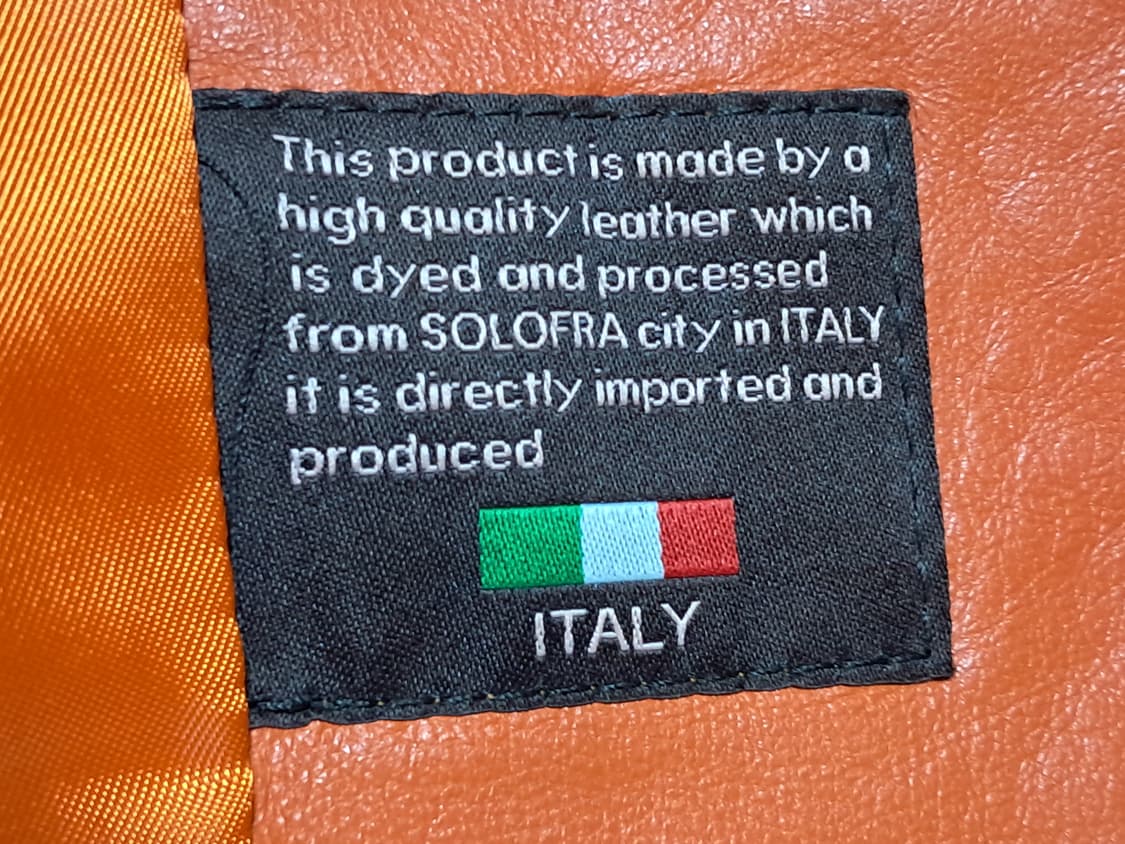 This product is made by a
high quality leather which
is dyed and processed
from SOLOFRA city in ITALY
it is directly imported and
produced
ITALY